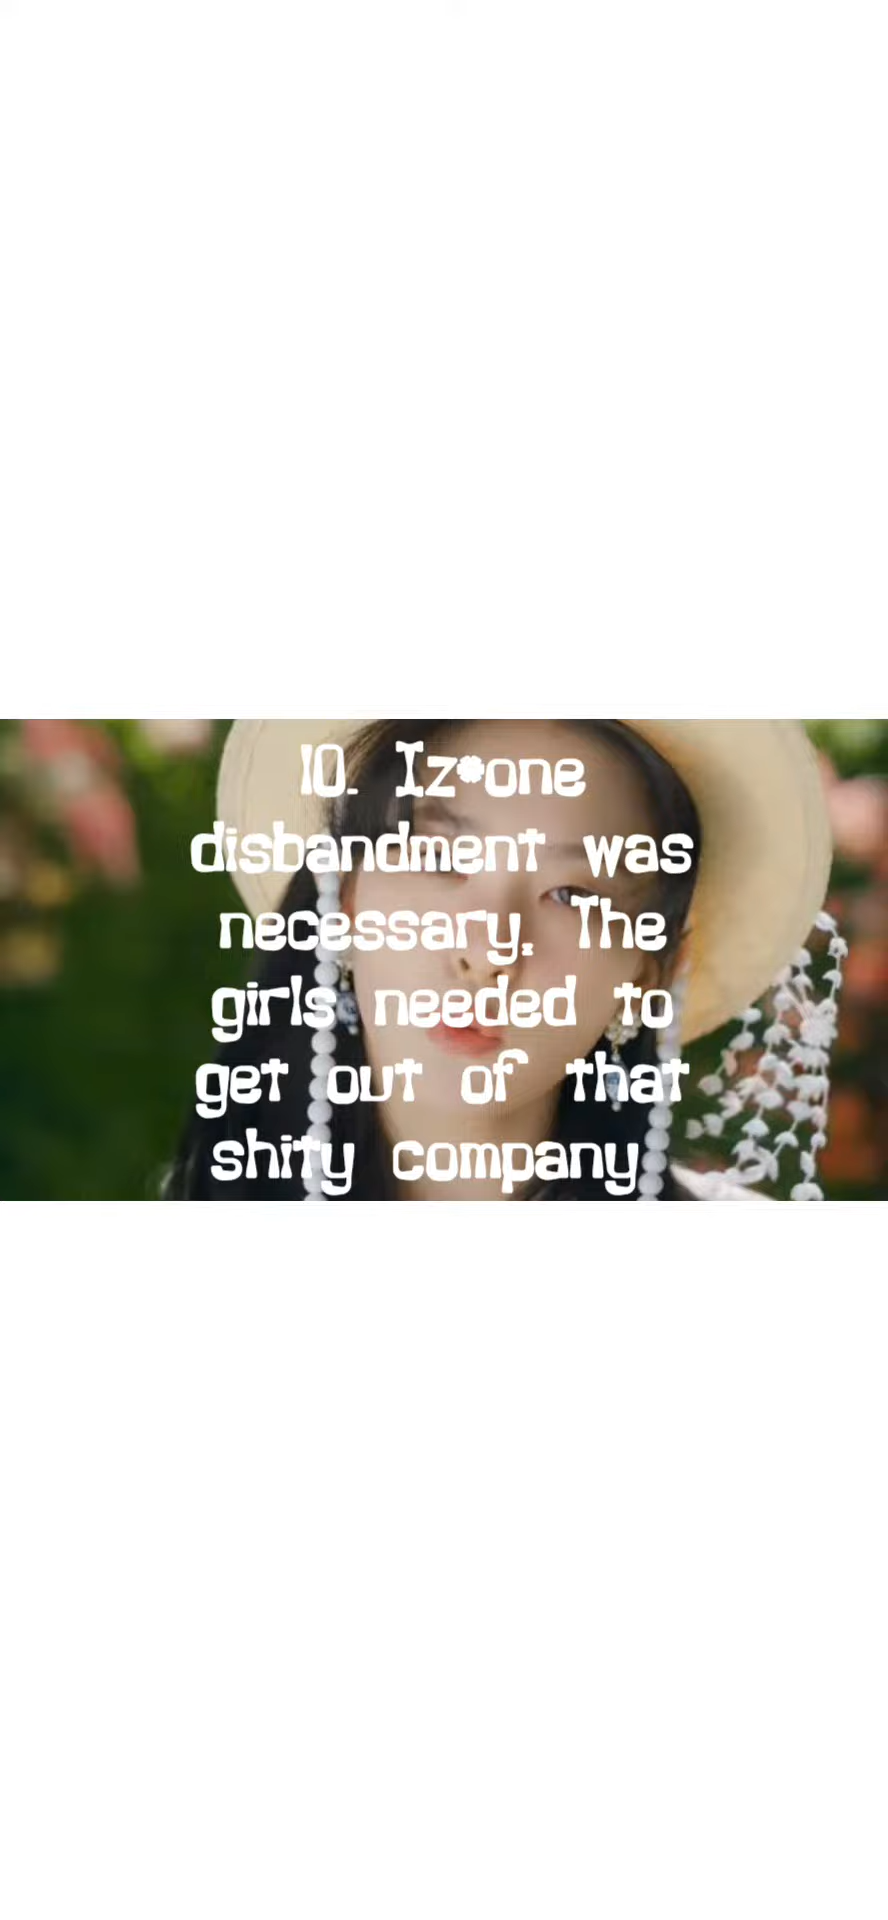 10. Iz*one
disbandment was
necessary. The
girls needed to
get out of that
shity company